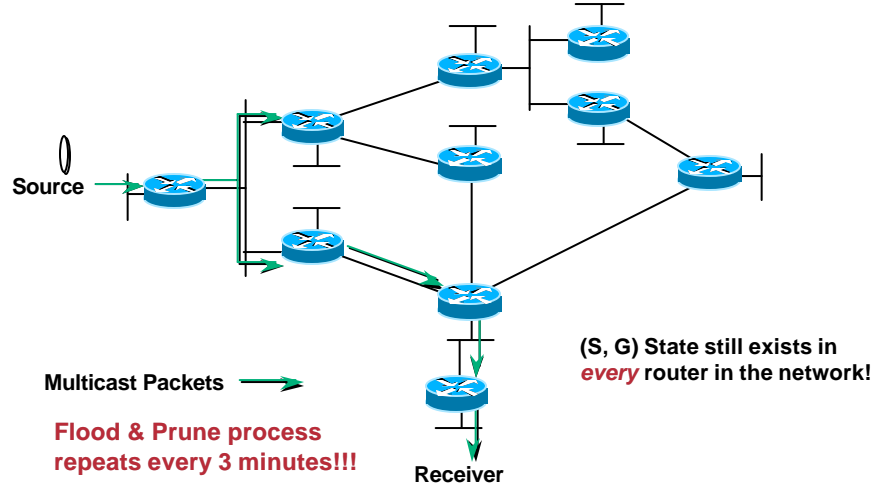 Source
(S, G) State still exists in
every router in the network!
Multicast Packets
Flood & Prune process
repeats every 3 minutes!!!
Receiver